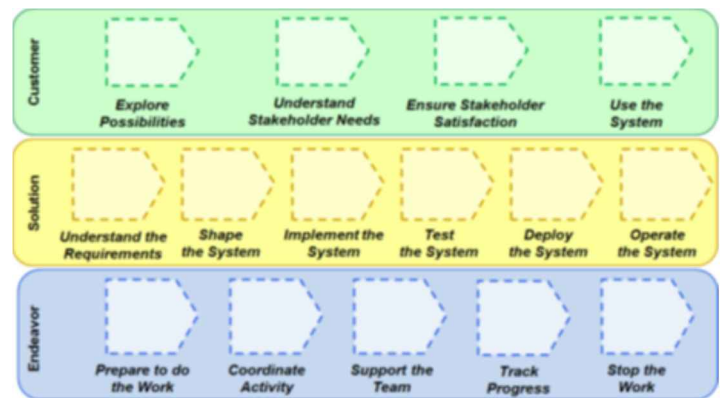 Customer
Explore
Possibilities
Understand
Stakeholder Needs
Ensure Stakeholder
Satisfaction
Use the
System
Solution
Understand the
Requirements
Shape
the System
Implement the
System
Test
the System
Deploy
the System
Operate
the System
Endeavor
Prepare to do
the Work
Coordinate
Activity
Support the
Team
Track
Progress
Stop the
Work